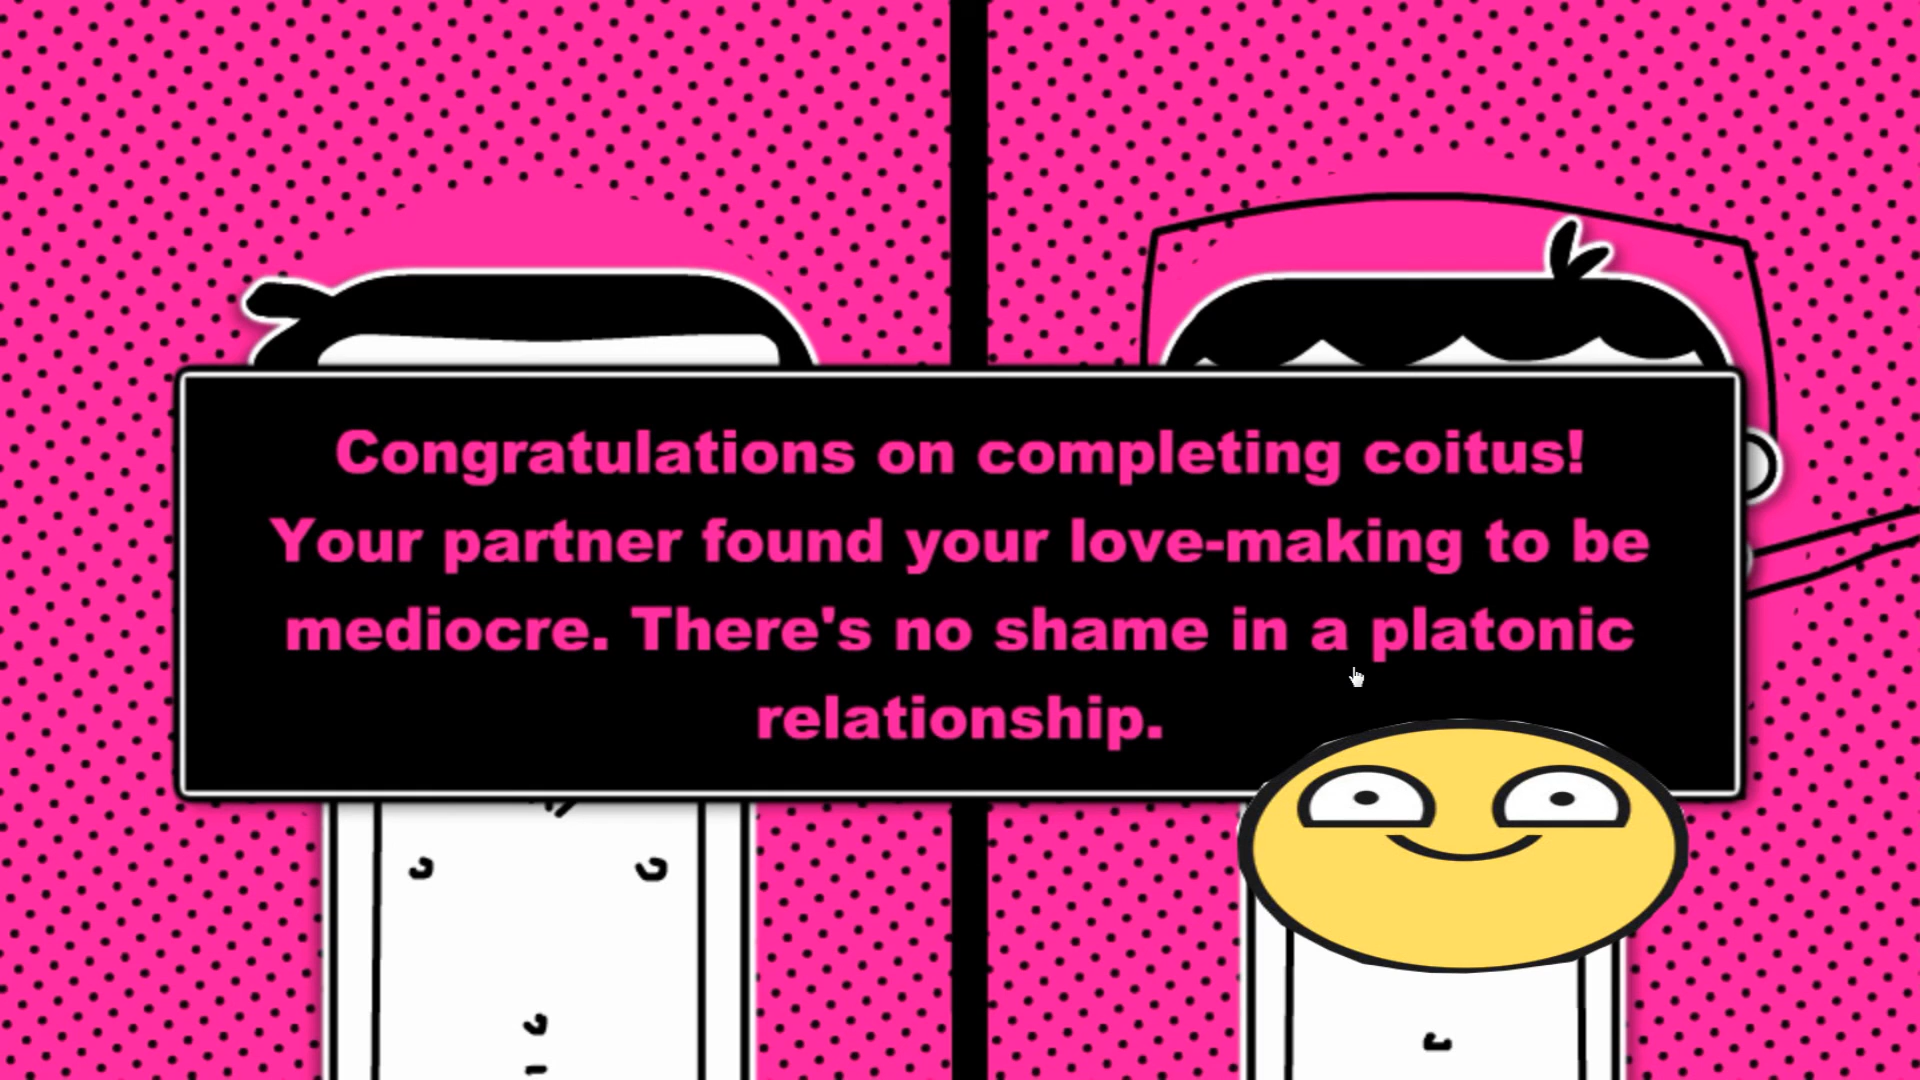 Congratulations on completing coitus!
Your partner found your love-making to be
mediocre. There's no shame in a platonic
relationship.